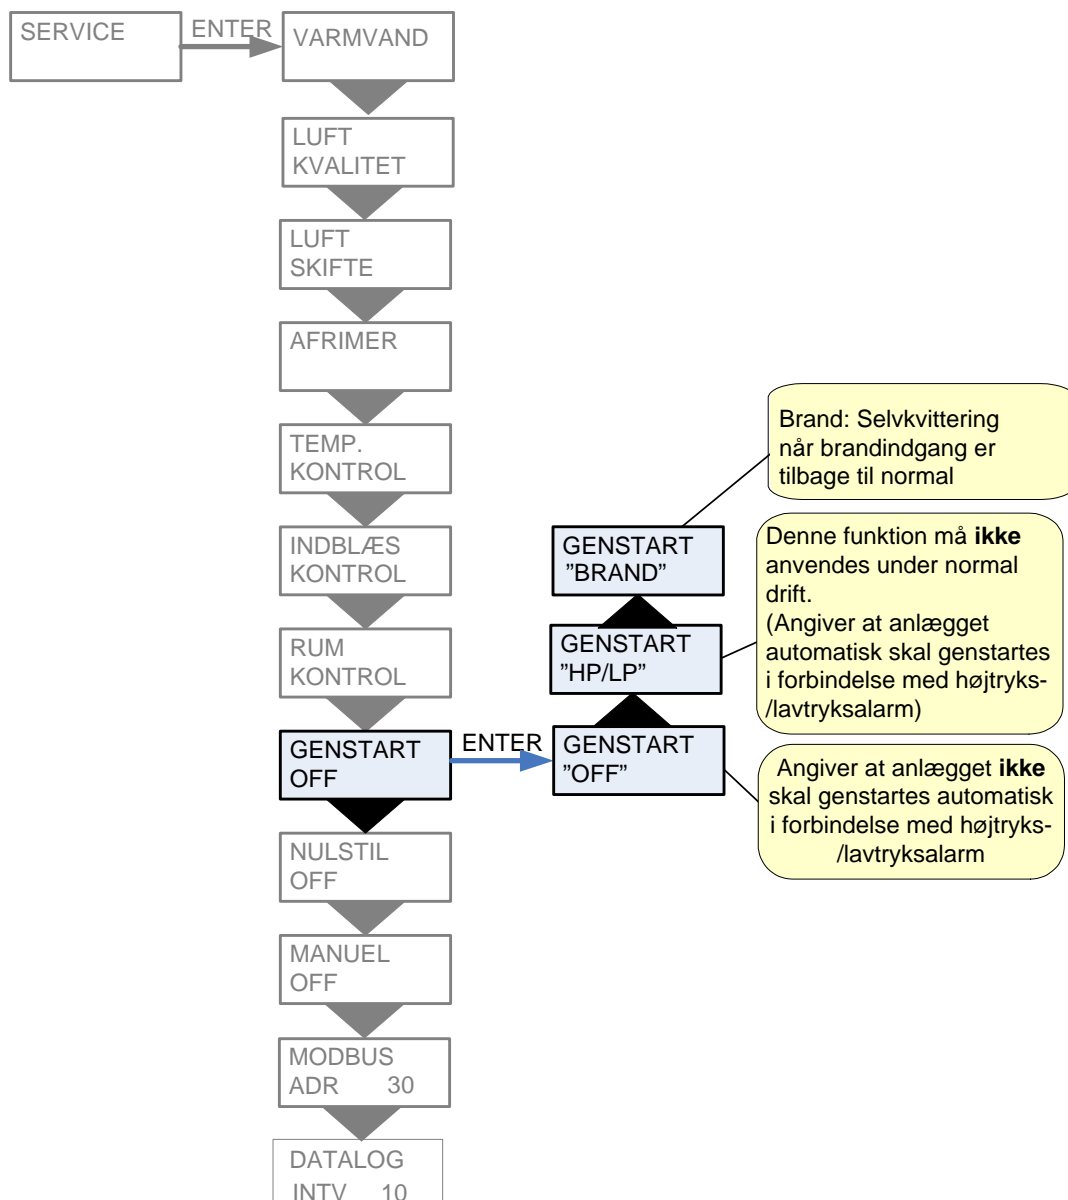 SERVICE
ENTER
VARMVAND
LUFT
KVALITET
LUFT
SKIFTE
AFRIMER
TEMP.
KONTROL
INDBLÆS
KONTROL
RUM
KONTROL
GENSTART
OFF
ENTER
GENSTART
”OFF”
GENSTART
”HP/LP”
GENSTART
”BRAND”
Brand: Selvkvittering
når brandindgang er
tilbage til normal
Denne funktion må ikke
anvendes under normal
drift.
(Angiver at anlægget
automatisk skal genstartes
i forbindelse med højtryks-
/lavtryksalarm)
Angiver at anlægget ikke
skal genstartes automatisk
i forbindelse med højtryks-
/lavtryksalarm
NULSTIL
OFF
MANUEL
OFF
MODBUS
ADR 30
DATALOG
INTV 10